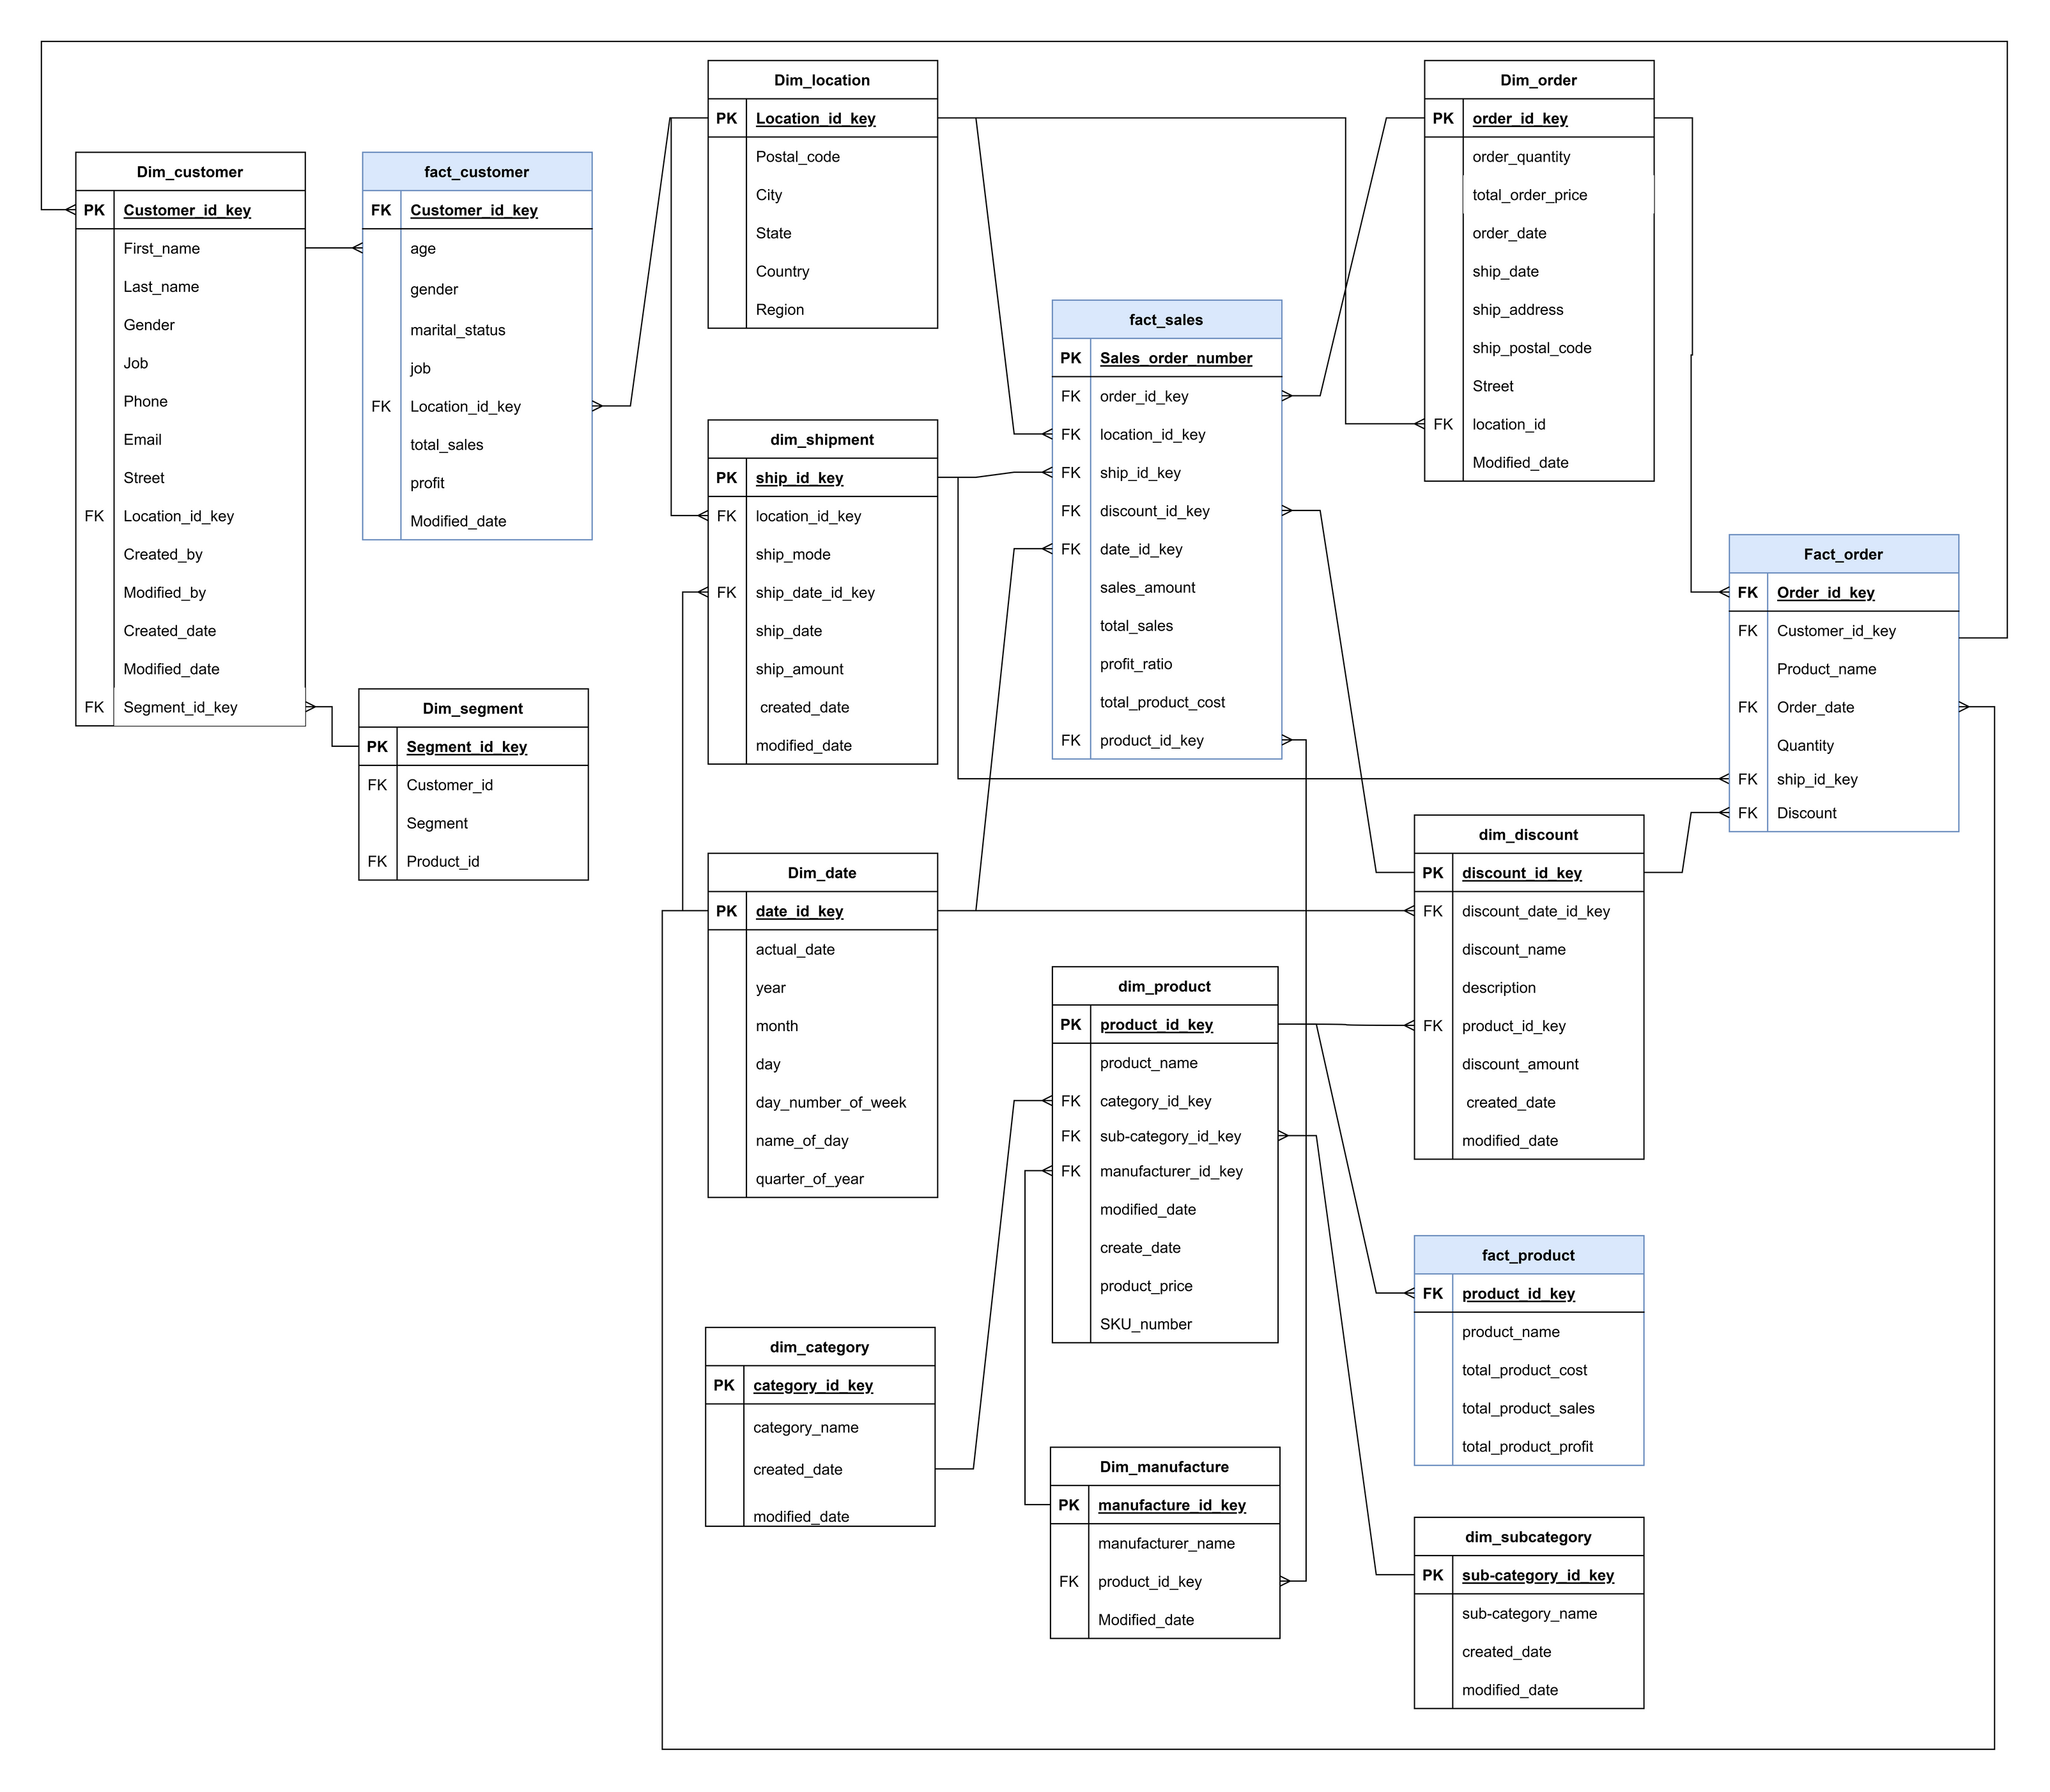 Dim_customer
PK Customer_id_key
First_name
Last_name
Gender
Job
Phone
Email
Street
FK Location_id_key
Created_by
Modified_by
Created_date
Modified_date
FK Segment_id_key
fact_customer
FK Customer_id_key
age
gender
marital_status
job
FK Location_id_key
total_sales
profit
Modified_date
Dim_segment
PK Segment_id_key
FK Customer_id
Segment
FK Product_id
Dim_location
PK Location_id_key
Postal_code
City
State
Country
Region
dim_shipment
PK ship_id_key
FK location_id_key
ship_mode
FK ship_date_id_key
ship_date
ship_amount
created_date
modified_date
Dim_date
PK date_id_key
actual_date
year
month
day
day_number_of_week
name_of_day
quarter_of_year
dim_category
PK category_id_key
category_name
created_date
modified_date
fact_sales
PK Sales_order_number
FK order_id_key
FK location_id_key
FK ship_id_key
FK discount_id_key
FK date_id_key
sales_amount
total_sales
profit_ratio
total_product_cost
FK product_id_key
dim_product
PK product_id_key
product_name
FK category_id_key
FK sub-category_id_key
FK manufacturer_id_key
modified_date
create_date
product_price
SKU_number
Dim_manufacture
PK manufacture_id_key
manufacturer_name
FK product_id_key
Modified_date
Dim_order
PK order_id_key
order_quantity
total_order_price
order_date
ship_date
ship_address
ship_postal_code
Street
FK location_id
Modified_date
Fact_order
FK Order_id_key
FK Customer_id_key
Product_name
FK Order_date
Quantity
FK ship_id_key
FK Discount
dim_discount
PK discount_id_key
FK discount_date_id_key
discount_name
description
FK product_id_key
discount_amount
created_date
modified_date
fact_product
FK product_id_key
product_name
total_product_cost
total_product_sales
total_product_profit
dim_subcategory
PK sub-category_id_key
sub-category_name
created_date
modified_date